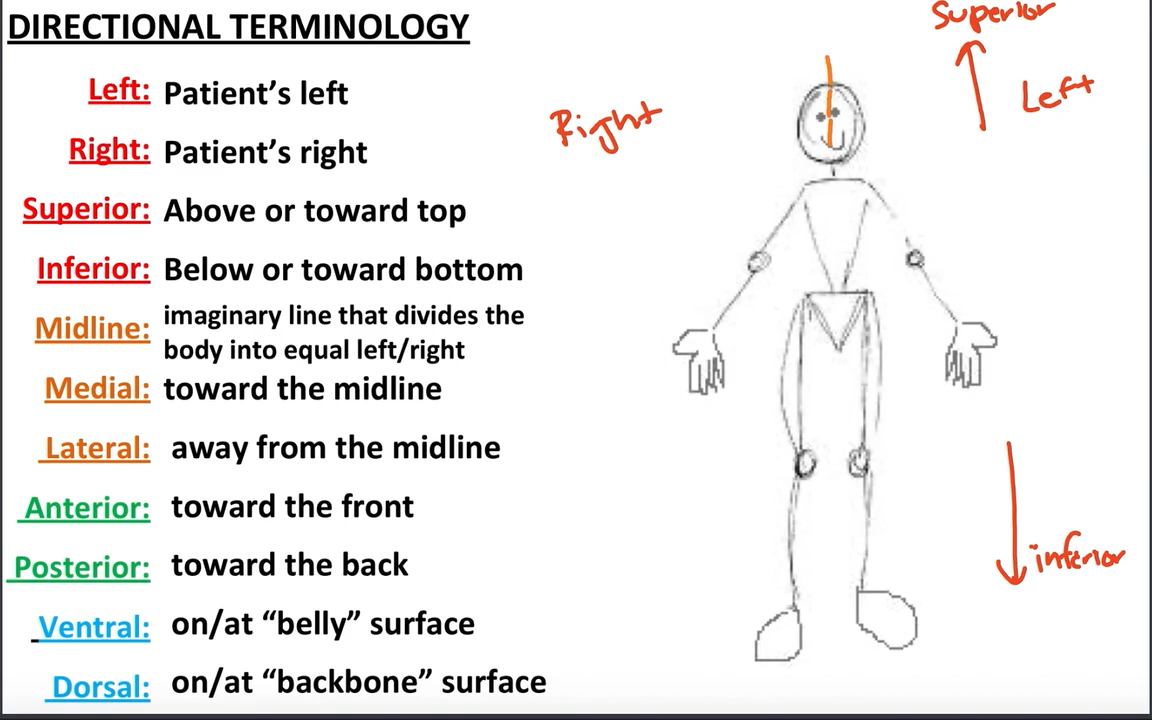 DIRECTIONAL TERMINOLOGY
Left: Patient's left
Right: Patient's right
Superior: Above or toward top
Inferior: Below or toward bottom
Midline: imaginary line that divides the
body into equal left/right
Medial: toward the midline
Lateral: away from the midline
Anterior: toward the front
Posterior: toward the back
Ventral: on/at “belly” surface
Dorsal: on/at “backbone” surface
Superior
Right
Left
inferior